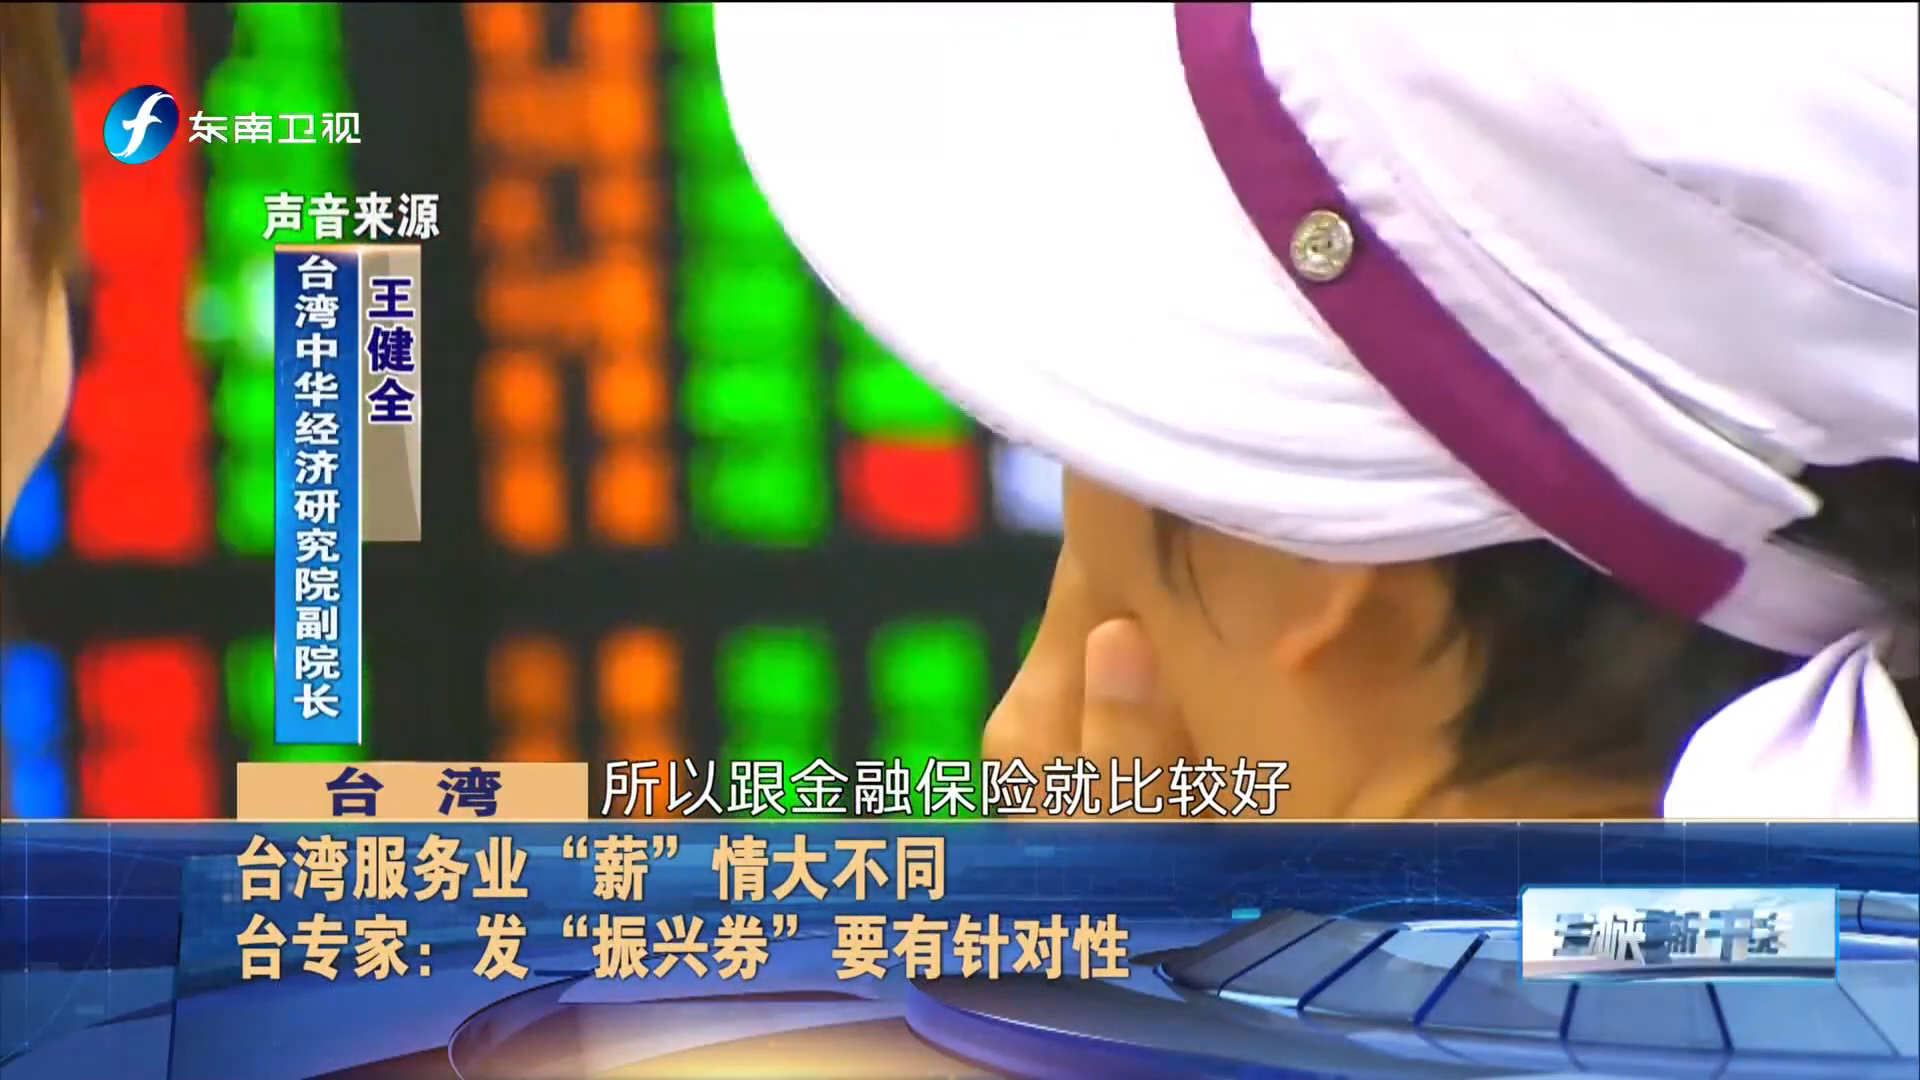 东南卫视
声音来源
王健全
台湾中华经济研究院副院长
台 湾
所以跟金融保险就比较好
台湾服务业“薪”情大不同
台专家：发“振兴券”要有针对性